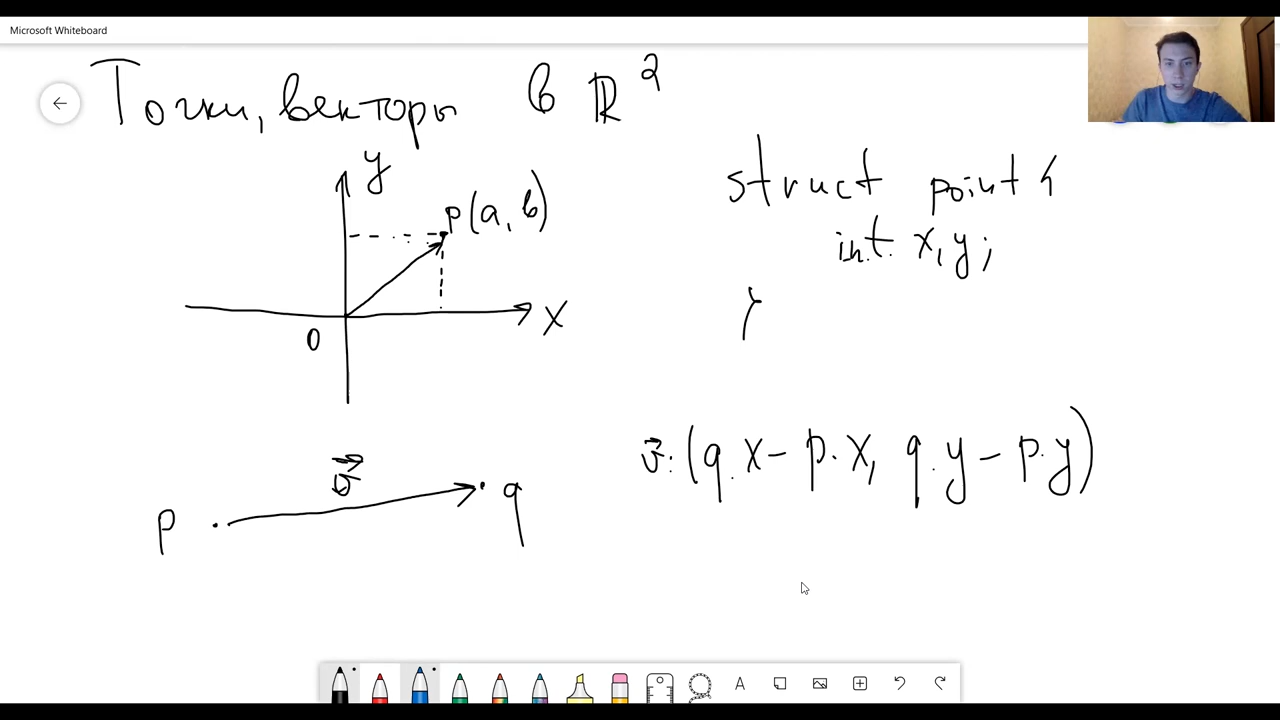 Microsoft Whiteboard
Точки, векторы в ℝ²
y
p(a, b)
x
0
struct point {
int x, y;
}
v⃗
p
q
v⃗: (q.x - p.x, q.y - p.y)
A